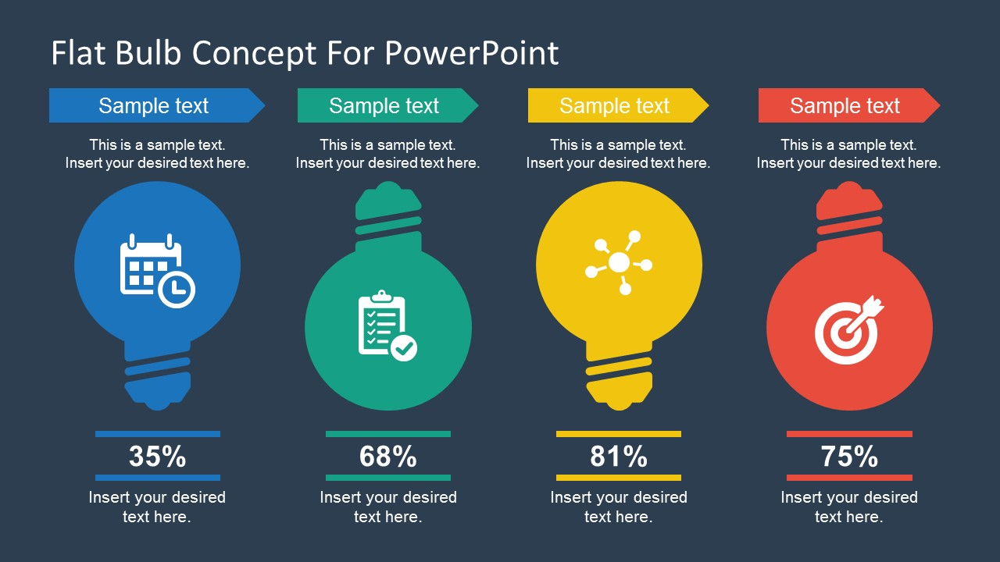 Flat Bulb Concept For PowerPoint
Sample text
This is a sample text.
Insert your desired text here.
35%
Insert your desired
text here.
Sample text
This is a sample text.
Insert your desired text here.
68%
Insert your desired
text here.
Sample text
This is a sample text.
Insert your desired text here.
81%
Insert your desired
text here.
Sample text
This is a sample text.
Insert your desired text here.
75%
Insert your desired
text here.